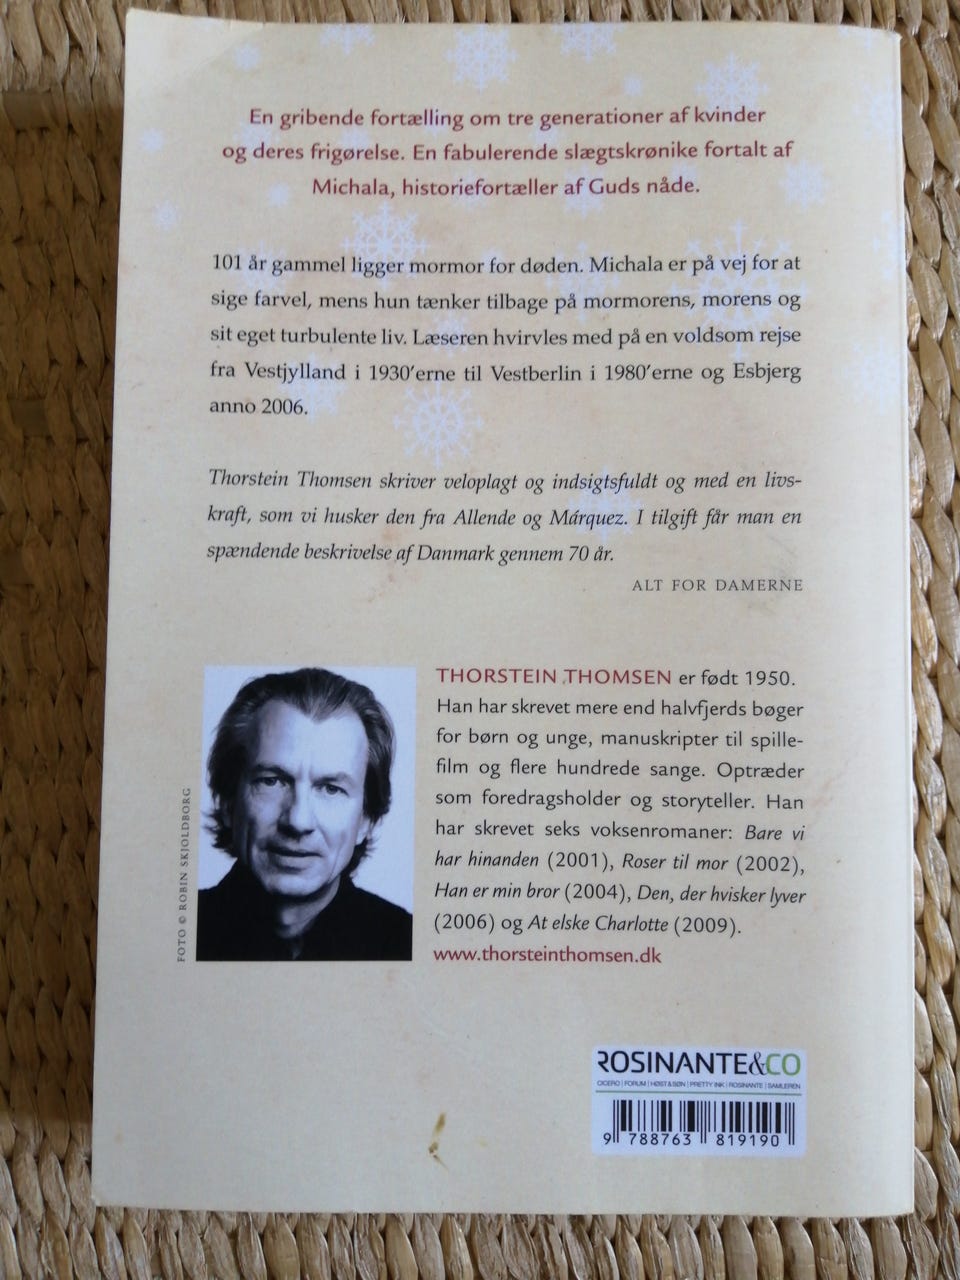 En gribende fortælling om tre generationer af kvinder
og deres frigørelse. En fabulerende slægtskrønike fortalt af
Michala, historiefortæller af Guds nåde.
101 år gammel ligger mormor for døden. Michala er på vej for at
sige farvel, mens hun tænker tilbage på mormorens, morens og
sit eget turbulente liv. Læseren hvirvles med på en voldsom rejse
fra Vestjylland i 1930'erne til Vestberlin i 1980'erne og Esbjerg
anno 2006.
Thorstein Thomsen skriver veloplagt og indsigtsfuldt og med en livs-
kraft, som vi husker den fra Allende og Márquez. I tilgift får man en
spændende beskrivelse af Danmark gennem 70 år.
ALT FOR DAMERNE
THORSTEIN THOMSEN er født 1950.
Han har skrevet mere end halvfjerds bøger
for børn og unge, manuskripter til spille-
film og flere hundrede sange. Optræder
som foredragsholder og storyteller. Han
har skrevet seks voksenromaner: Bare vi
har hinanden (2001), Roser til mor (2002),
Han er min bror (2004), Den, der hvisker lyver
(2006) og At elske Charlotte (2009).
www.thorsteinthomsen.dk
FOTO © ROBIN SKJOLDBORG
ROSINANTE&CO
CICERO | FORUM | HØST & SØN | PRETTY INK | ROSINANTE | SAMLEREN
9 788763 819190